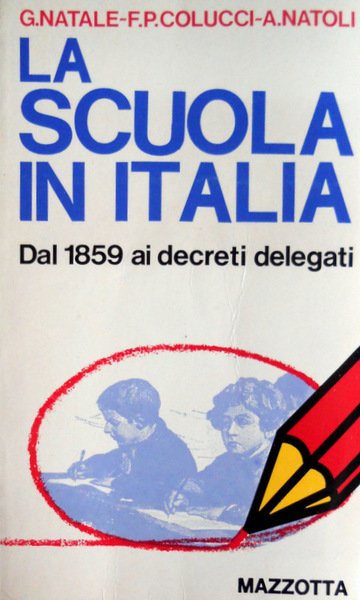 G.NATALE-F.P.COLUCCI-A.NATOLI
LA
SCUOLA
IN ITALIA
Dal 1859 ai decreti delegati
MAZZOTTA